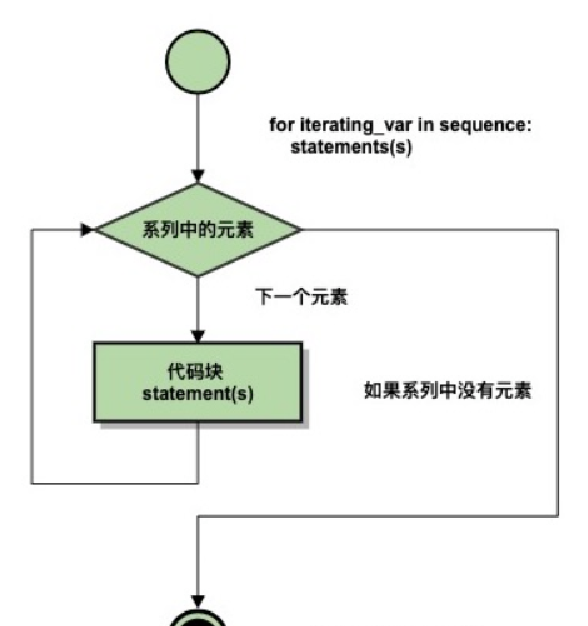 for iterating_var in sequence:
statements(s)
系列中的元素
下一个元素
代码块
statement(s)
如果系列中没有元素